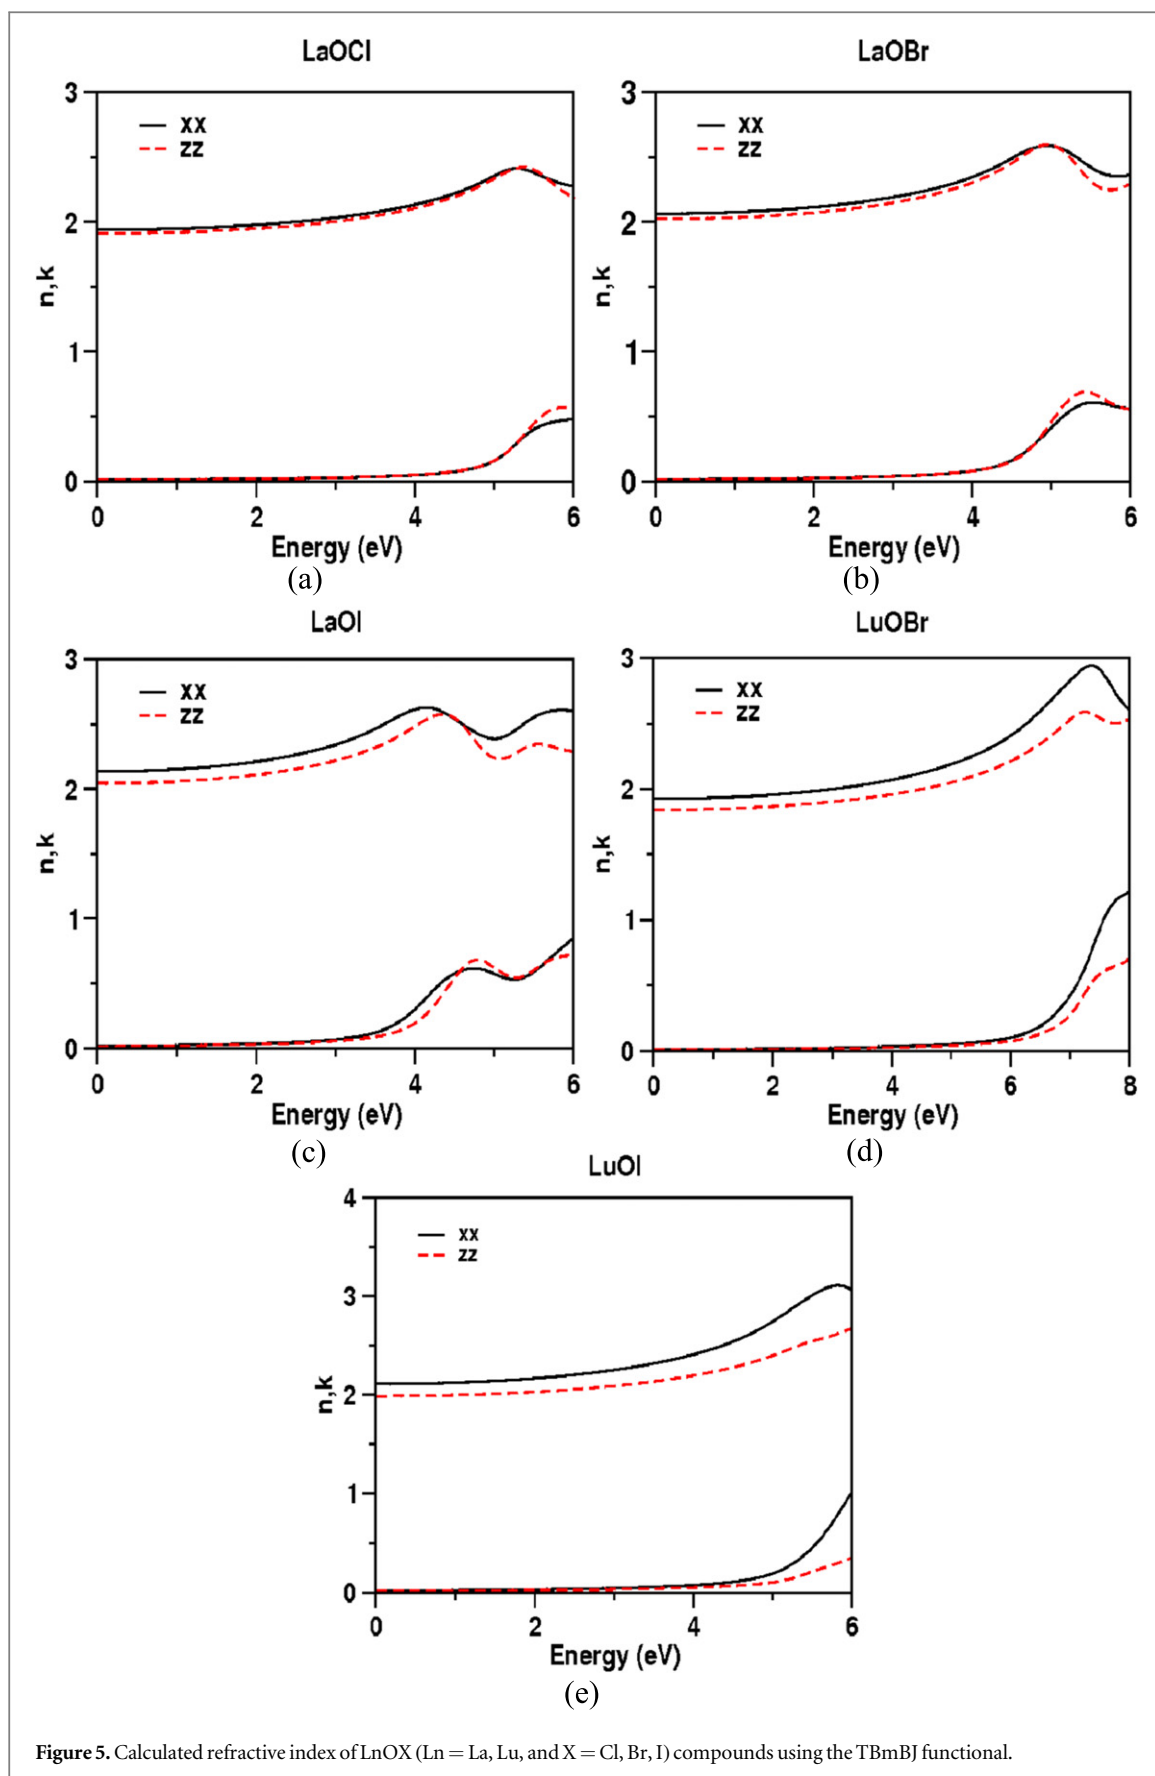 LaOCl
3
xx
zz
2
n,k
1
0
0 2 4 6
Energy (eV)
(a)
LaOBr
3
xx
zz
2
n,k
1
0
0 2 4 6
Energy (eV)
(b)
LaOI
3
xx
zz
2
n,k
1
0
0 2 4 6
Energy (eV)
(c)
LuOBr
3
xx
zz
2
n,k
1
0
0 2 4 6 8
Energy (eV)
(d)
LuOI
4
xx
zz
3
2
n,k
1
0
0 2 4 6
Energy (eV)
(e)
Figure 5. Calculated refractive index of LnOX (Ln = La, Lu, and X = Cl, Br, I) compounds using the TBmBJ functional.